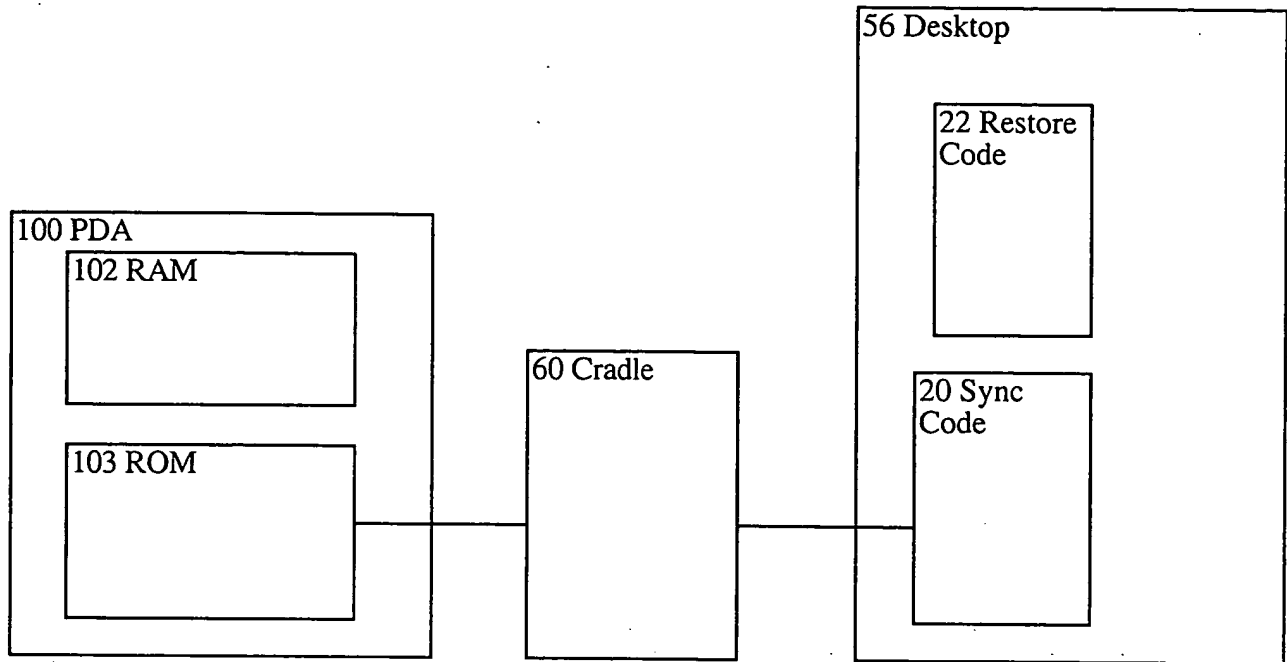 100 PDA
102 RAM
103 ROM
60 Cradle
56 Desktop
22 Restore
Code
20 Sync
Code